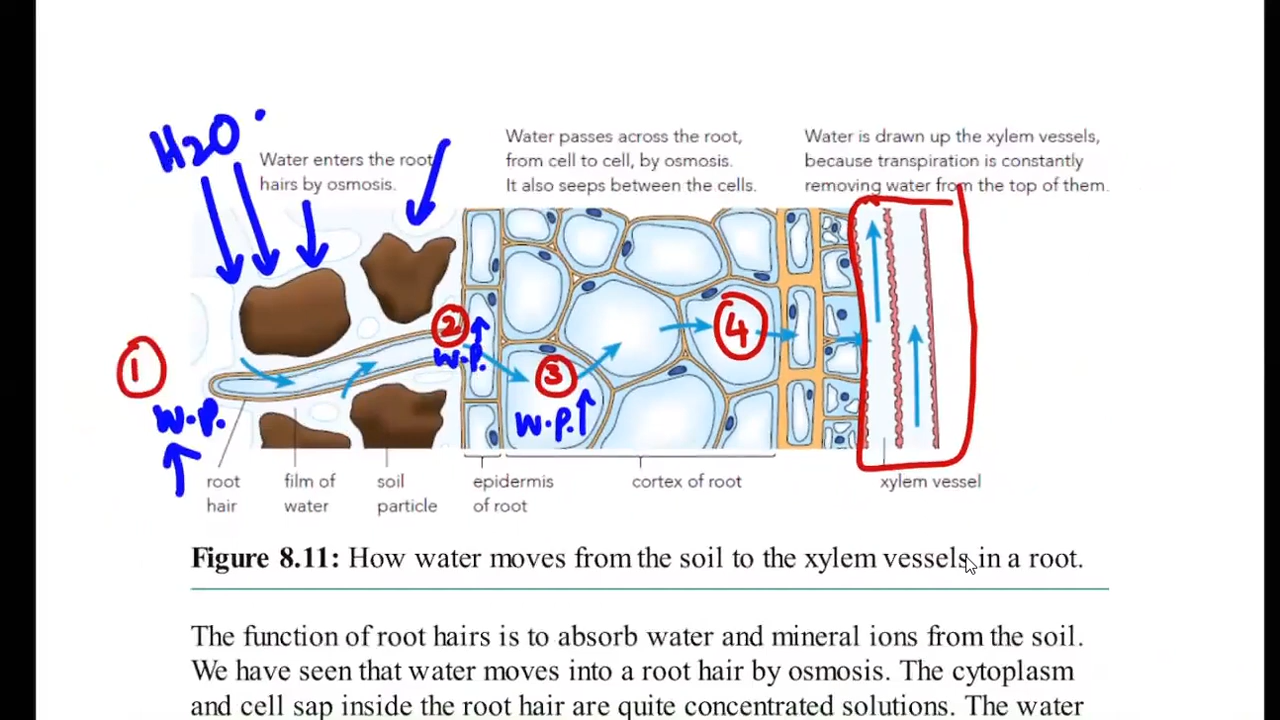 H2O
Water enters the root
hairs by osmosis.
Water passes across the root,
from cell to cell, by osmosis.
It also seeps between the cells.
Water is drawn up the xylem vessels,
because transpiration is constantly
removing water from the top of them.
1
W.P.
2
W.P.
3
W.P.
4
root
hair
film of
water
soil
particle
epidermis
of root
cortex of root
xylem vessel
Figure 8.11: How water moves from the soil to the xylem vessels in a root.
The function of root hairs is to absorb water and mineral ions from the soil.
We have seen that water moves into a root hair by osmosis. The cytoplasm
and cell sap inside the root hair are quite concentrated solutions. The water